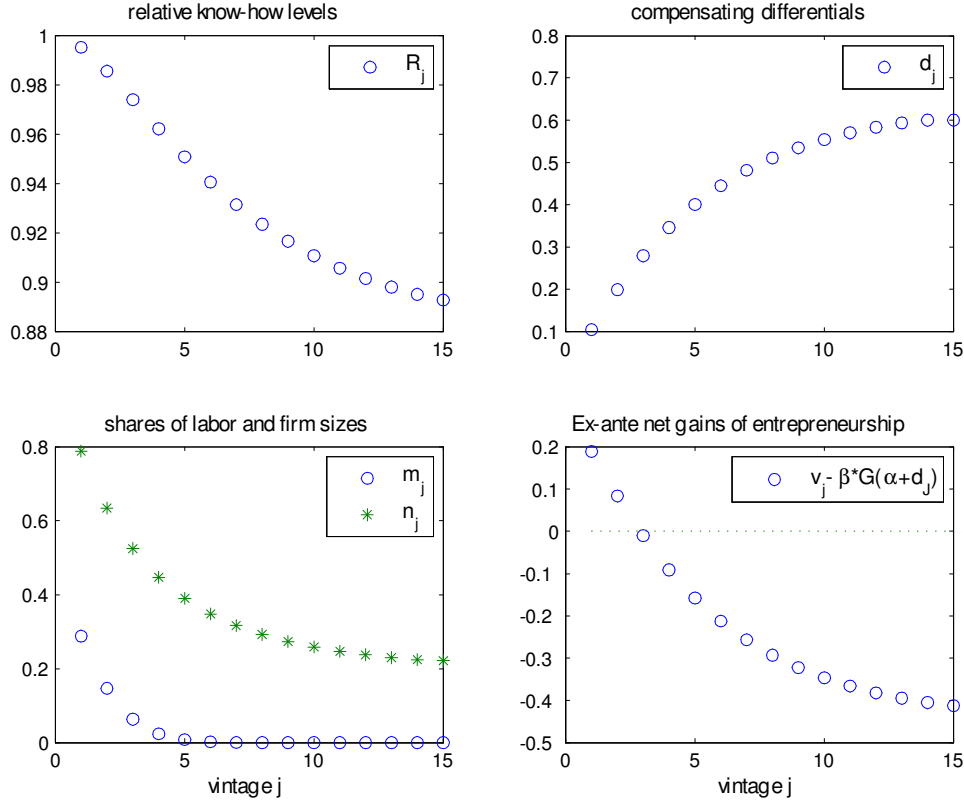 relative know-how levels
1
0.98
0.96
0.94
0.92
0.9
0.88
0 5 10 15
R_j
compensating differentials
0.8
0.7
0.6
0.5
0.4
0.3
0.2
0.1
0 5 10 15
d_j
shares of labor and firm sizes
0.8
0.6
0.4
0.2
0
0 5 10 15
m_j
n_j
vintage j
Ex-ante net gains of entrepreneurship
0.2
0.1
0
-0.1
-0.2
-0.3
-0.4
-0.5
0 5 10 15
v_j - β*G(α+d_J)
vintage j